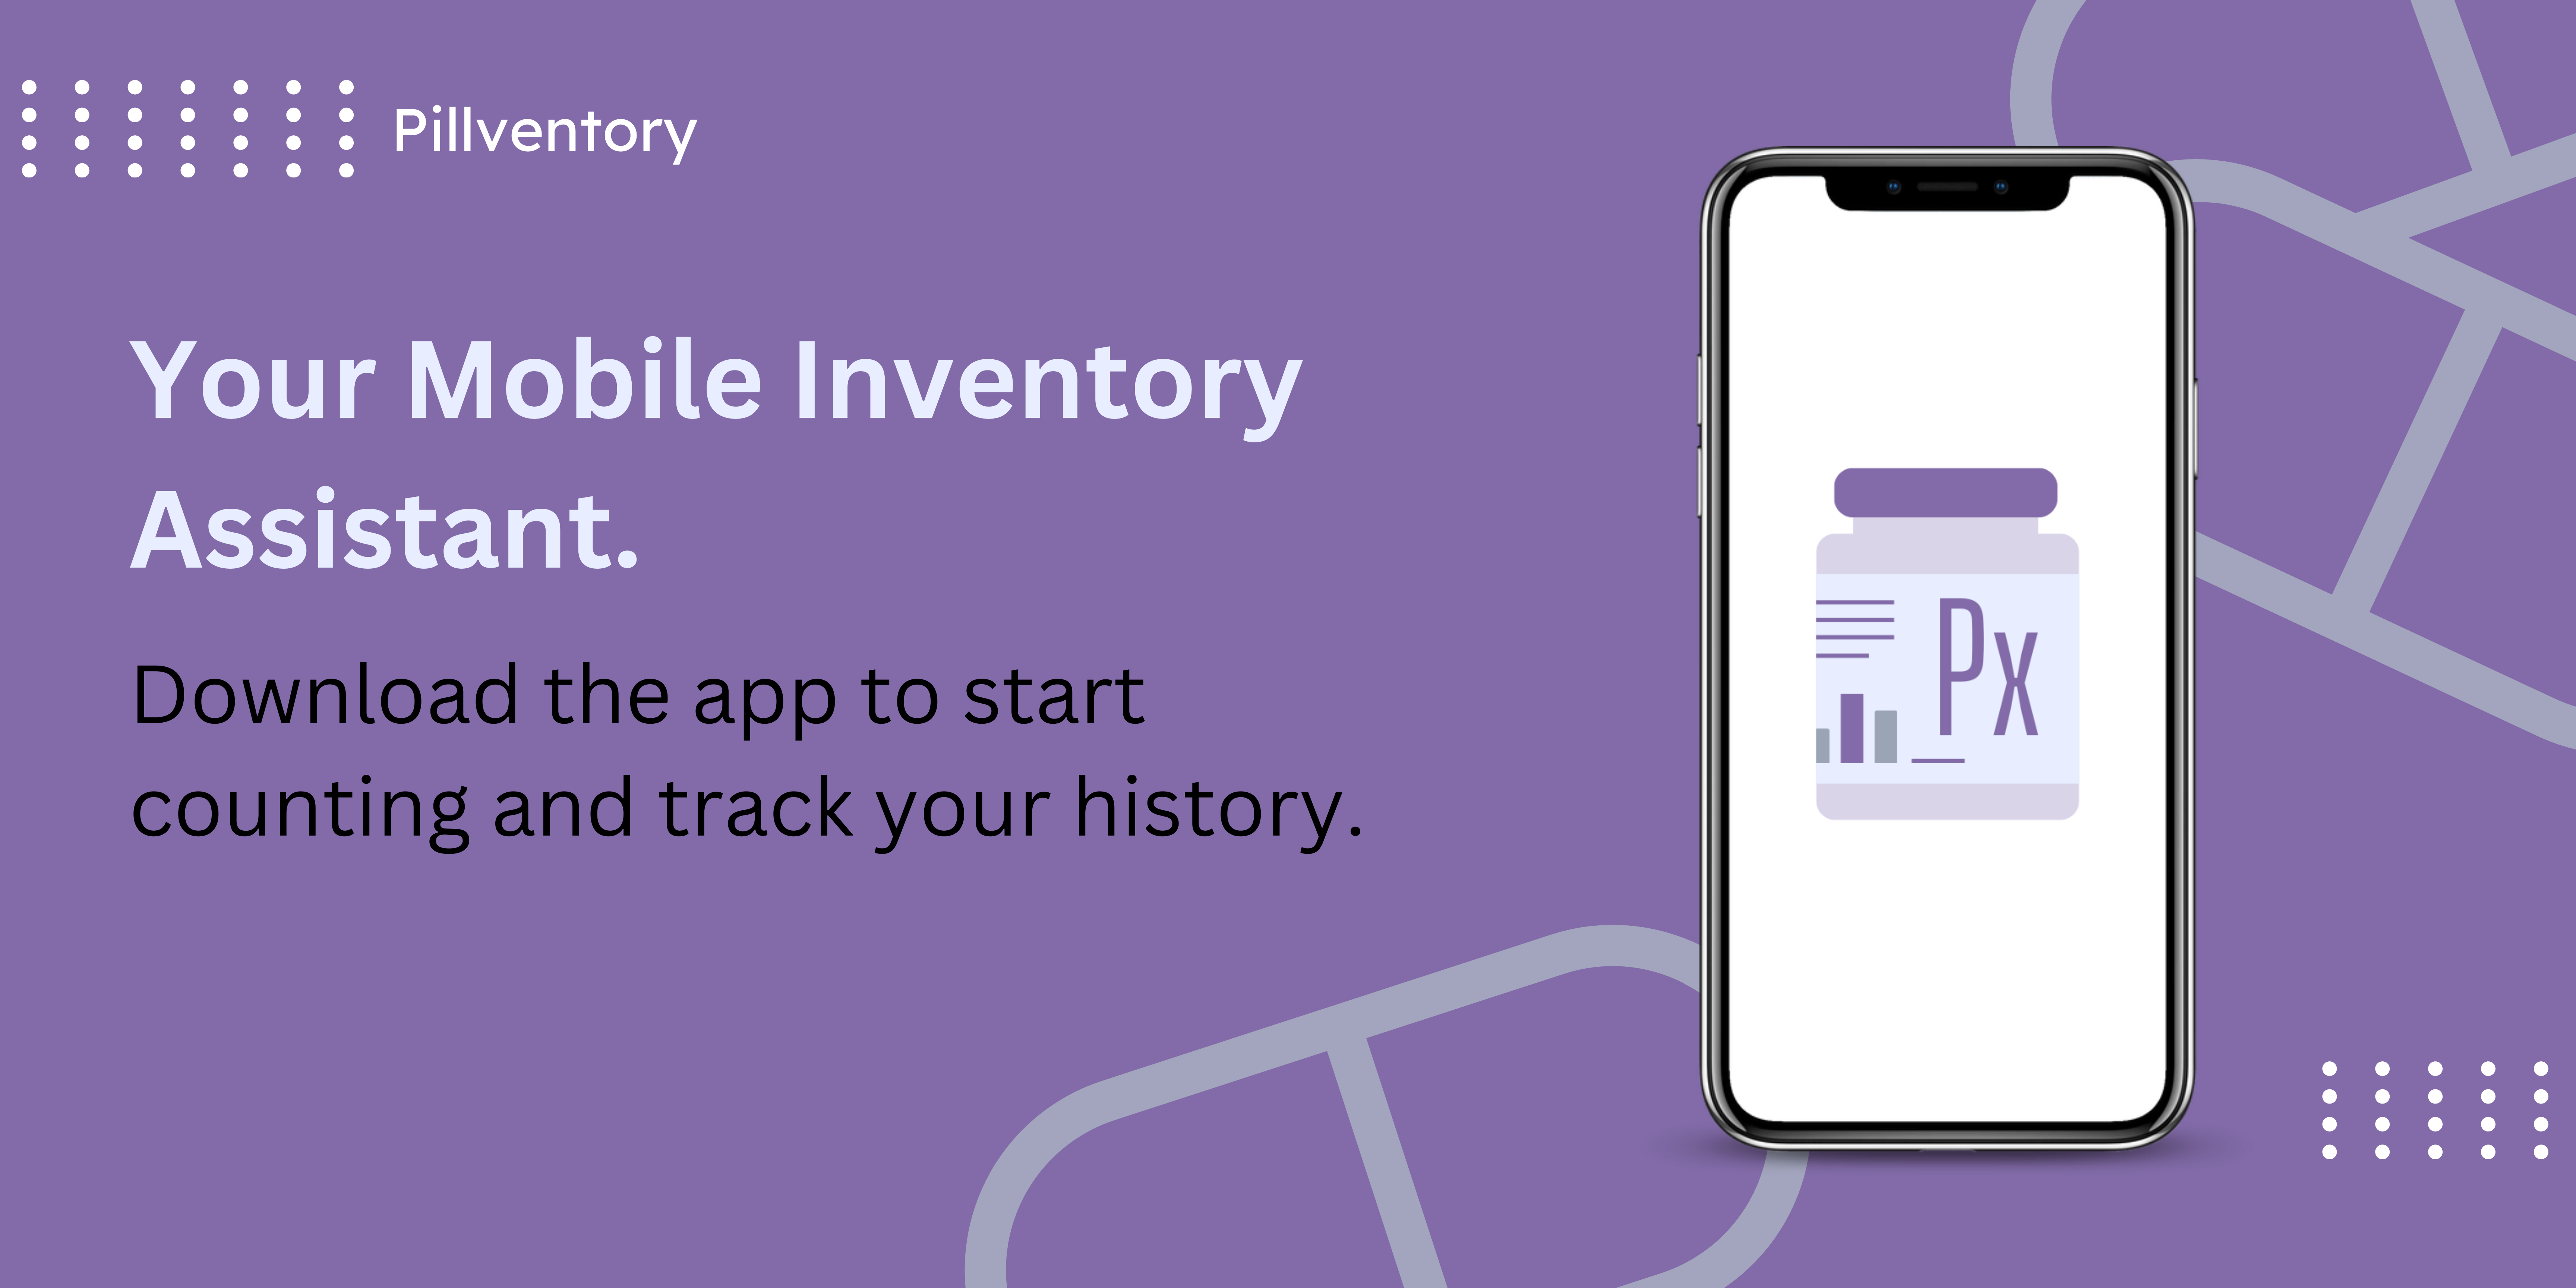 Pillventory
Your Mobile Inventory
Assistant.
Download the app to start
counting and track your history.
Px